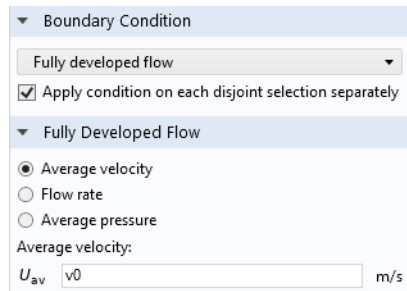 Boundary Condition
Fully developed flow
Apply condition on each disjoint selection separately
Fully Developed Flow
Average velocity
Flow rate
Average pressure
Average velocity:
Uav v0 m/s